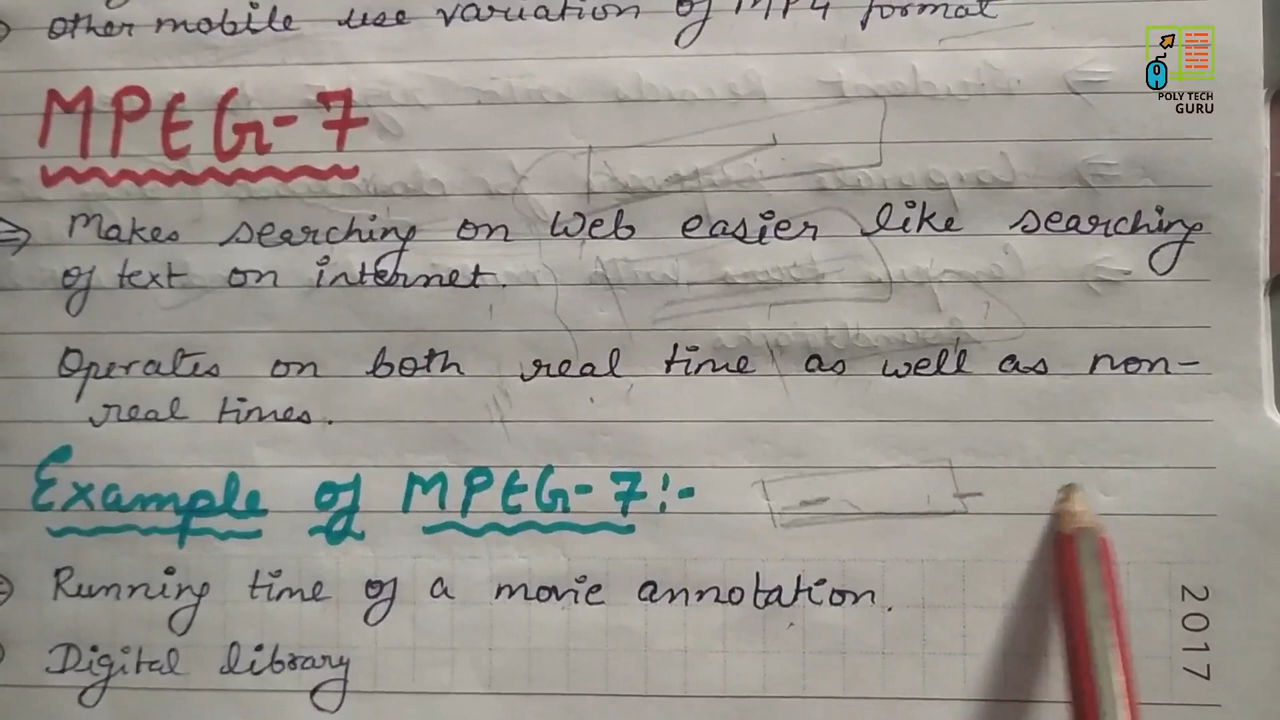 other mobile use variation of MP4 format
POLY TECH
GURU
MPEG-7
⇒ Makes searching on Web easier like searching
of text on internet.
Operates on both real time as well as non-
real times.
Example of MPEG-7:-
Running time of a movie annotation.
Digital library
2017